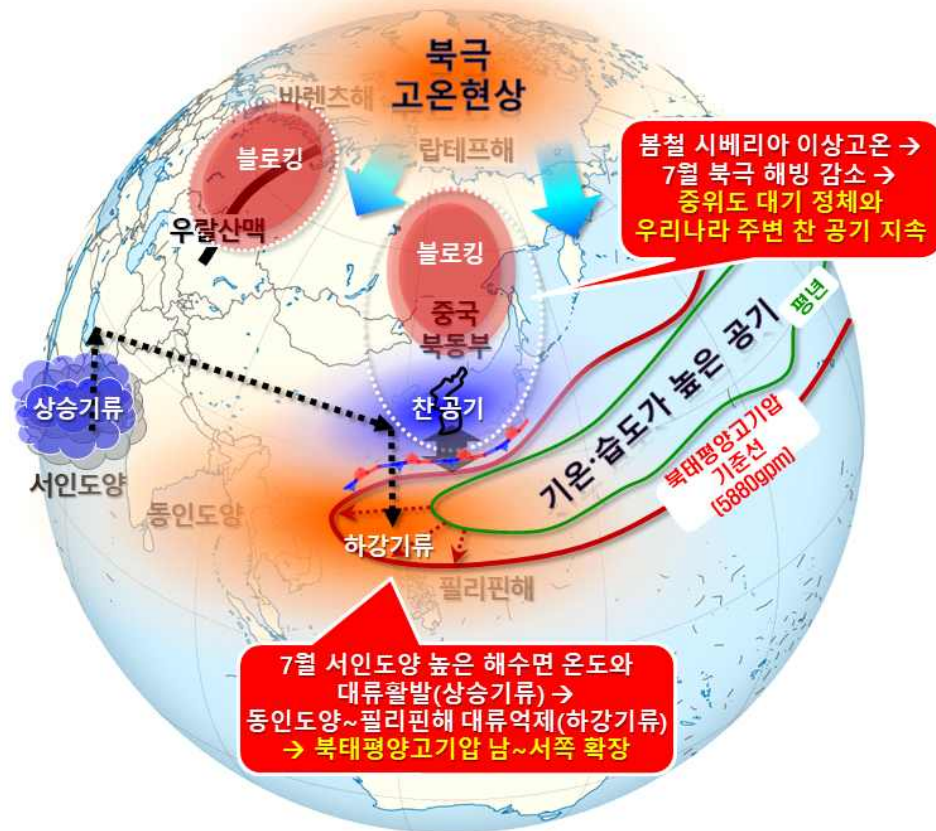 북극
고온현상
바렌츠해
블로킹
랍테프해
우랄산맥
블로킹
중국
북동부
봄철 시베리아 이상고온 →
7월 북극 해빙 감소 →
중위도 대기 정체와
우리나라 주변 찬 공기 지속
평년
기온·습도가 높은 공기
북태평양고기압
기준선
(5880gpm)
상승기류
서인도양
찬 공기
동인도양
하강기류
필리핀해
7월 서인도양 높은 해수면 온도와
대류활발(상승기류) →
동인도양~필리핀해 대류억제(하강기류)
→ 북태평양고기압 남~서쪽 확장